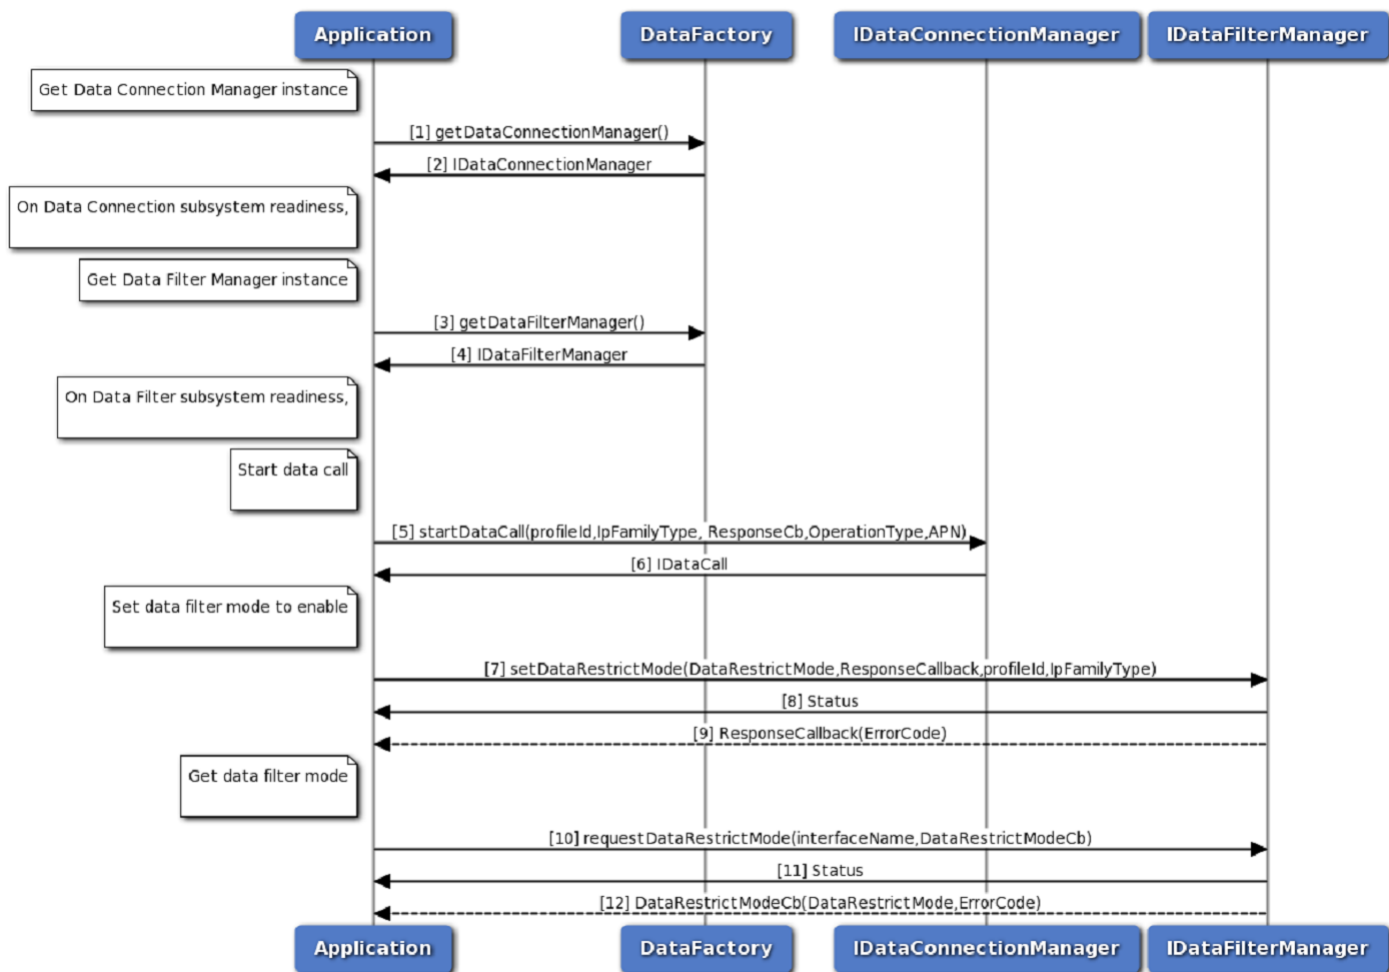 Application
DataFactory
IDataConnectionManager
IDataFilterManager
Get Data Connection Manager instance
[1] getDataConnectionManager()
[2] IDataConnectionManager
On Data Connection subsystem readiness,
Get Data Filter Manager instance
[3] getDataFilterManager()
[4] IDataFilterManager
On Data Filter subsystem readiness,
Start data call
[5] startDataCall(profileId,IpFamilyType, ResponseCb,OperationType,APN)
[6] IDataCall
Set data filter mode to enable
[7] setDataRestrictMode(DataRestrictMode,ResponseCallback,profileId,IpFamilyType)
[8] Status
[9] ResponseCallback(ErrorCode)
Get data filter mode
[10] requestDataRestrictMode(interfaceName,DataRestrictModeCb)
[11] Status
[12] DataRestrictModeCb(DataRestrictMode,ErrorCode)
Application
DataFactory
IDataConnectionManager
IDataFilterManager